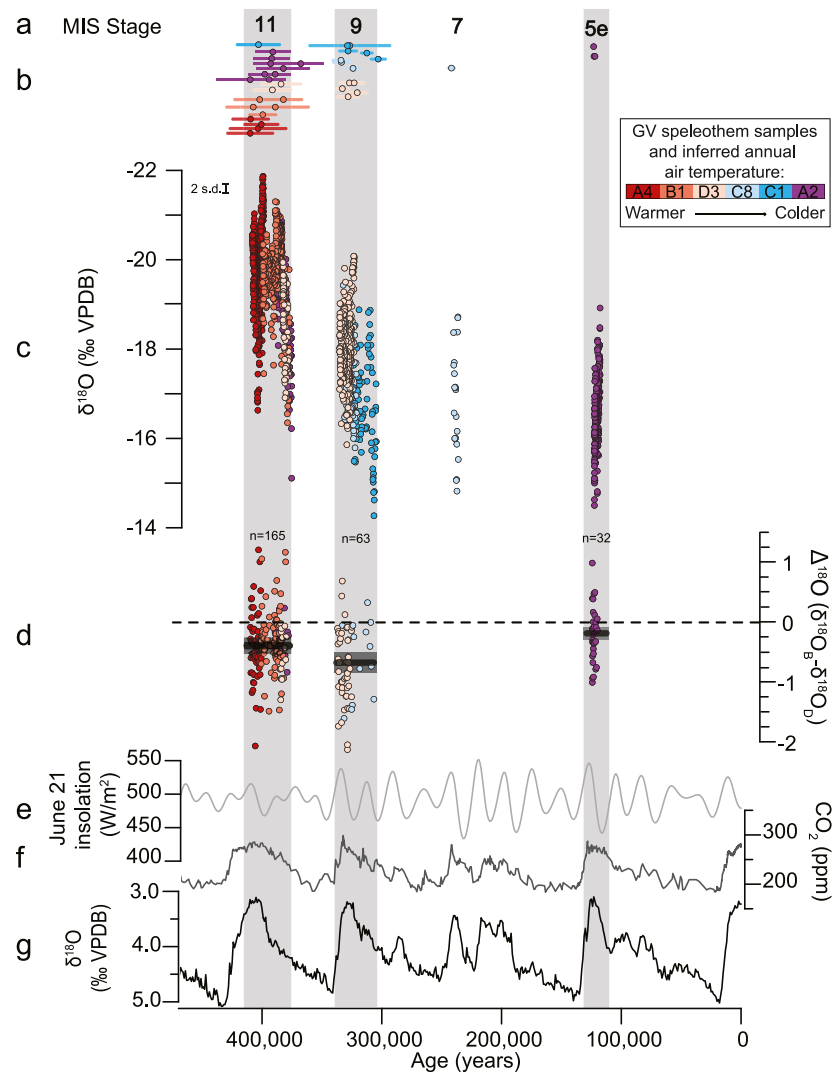 a MIS Stage 11 9 7 5e
b
GV speleothem samples
and inferred annual
air temperature:
A4 B1 D3 C8 C1 A2
Warmer Colder
-22
2 s.d.
-20
c
δ¹⁸O (‰ VPDB)
-18
-16
-14
n=165 n=63 n=32
d
1
0
-1
-2
Δ¹⁸O (δ¹⁸O_B-δ¹⁸O_D)
e
June 21
insolation
(W/m²)
550
500
450
400
f
CO₂ (ppm)
300
200
g
δ¹⁸O
(‰ VPDB)
3.0
4.0
5.0
400,000 300,000 200,000 100,000 0
Age (years)